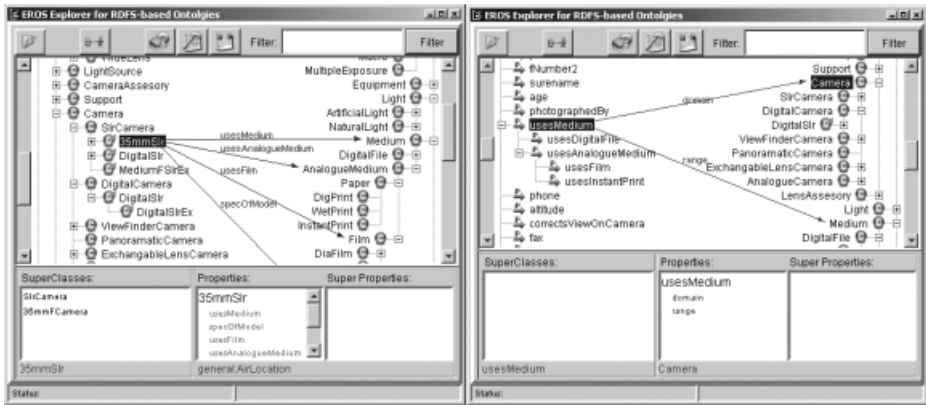 EROS Explorer for RDFS-based Ontolgies
Filter:
Filter
LightSource
CameraAssesory
Support
Camera
SlrCamera
35mmSlr
DigitalSlr
MediumFSlrEx
DigitalCamera
DigitalSlr
DigitalSlrEx
ViewFinderCamera
PanoramaticCamera
ExchangableLensCamera
usesMedium
usesAnalogueMedium
usesFilm
specOfModel
MultipleExposure
Equipment
Light
ArtificialLight
NaturalLight
Medium
DigitalFile
AnalogueMedium
Paper
DigPrint
WetPrint
InstantPrint
Film
DiaFilm
SuperClasses:
Properties:
Super Properties:
SlrCamera
35mmFCamera
35mmSlr
usesMedium
specOfModel
usesFilm
usesAnalogueMedium
35mmSlr
general:AirLocation
Status:
EROS Explorer for RDFS-based Ontolgies
Filter:
Filter
fNumber2
surename
age
photographedBy
usesMedium
usesDigitalFile
usesAnalogueMedium
usesFilm
usesInstantPrint
phone
altitude
correctsViewOnCamera
fax
domain
range
Support
Camera
SlrCamera
DigitalCamera
DigitalSlr
ViewFinderCamera
PanoramaticCamera
ExchangableLensCamera
AnalogueCamera
LensAssesory
Light
Medium
DigitalFile
SuperClasses:
Properties:
Super Properties:
usesMedium
domain
range
usesMedium
Camera
Status: